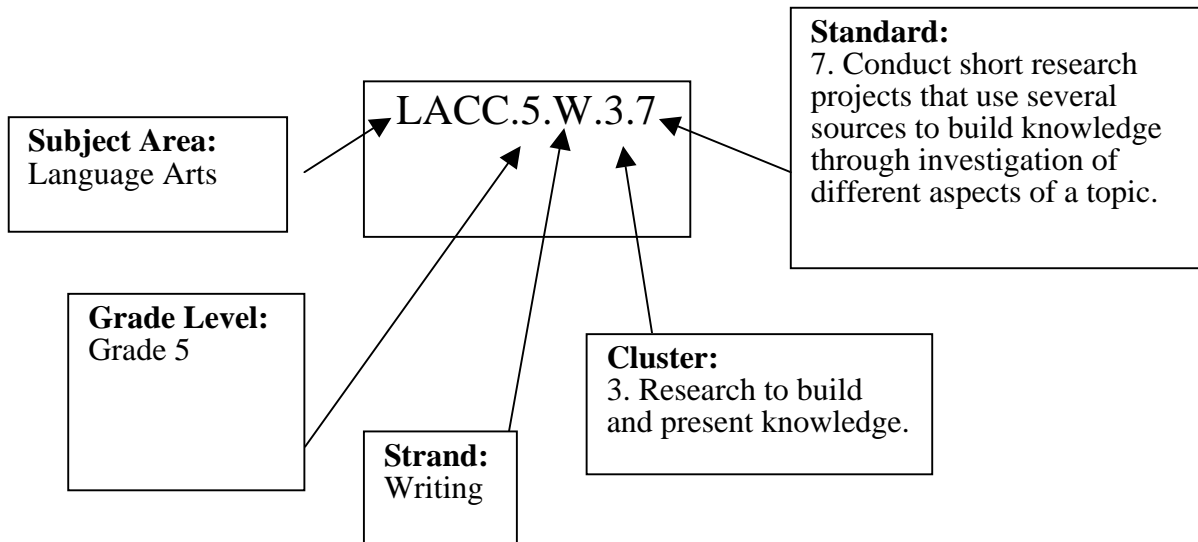 LACC.5.W.3.7
Subject Area:
Language Arts
Grade Level:
Grade 5
Strand:
Writing
Cluster:
3. Research to build
and present knowledge.
Standard:
7. Conduct short research
projects that use several
sources to build knowledge
through investigation of
different aspects of a topic.